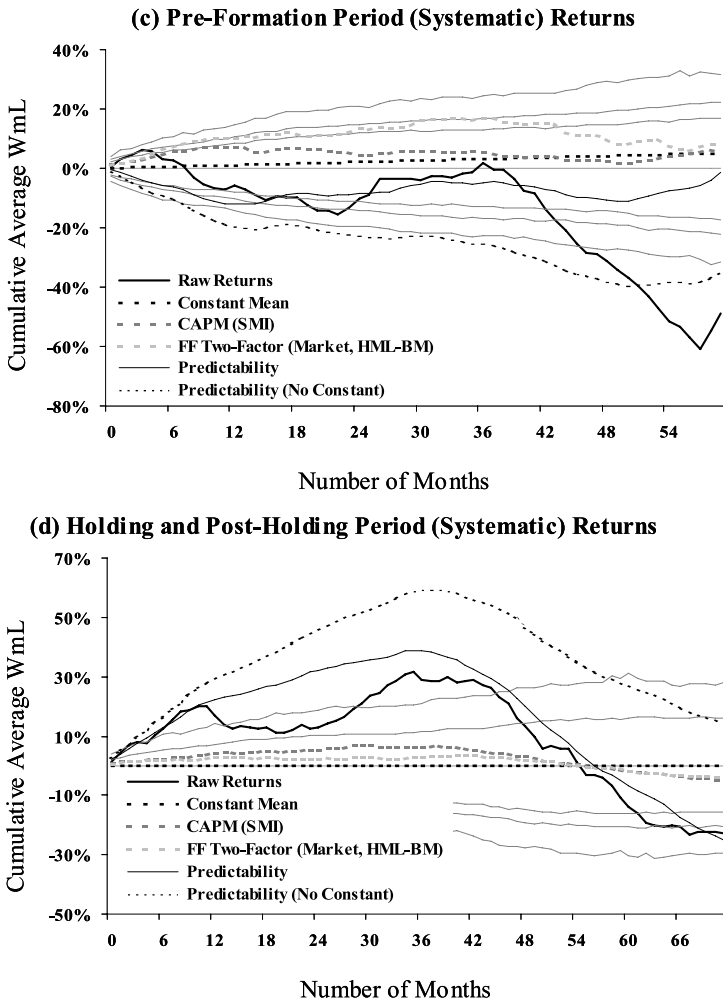 (c) Pre-Formation Period (Systematic) Returns
40%
20%
0%
-20%
-40%
-60%
-80%
Cumulative Average WmL
Raw Returns
Constant Mean
CAPM (SMI)
FF Two-Factor (Market, HML-BM)
Predictability
Predictability (No Constant)
0 6 12 18 24 30 36 42 48 54
Number of Months
(d) Holding and Post-Holding Period (Systematic) Returns
70%
50%
30%
10%
-10%
-30%
-50%
Cumulative Average WmL
Raw Returns
Constant Mean
CAPM (SMI)
FF Two-Factor (Market, HML-BM)
Predictability
Predictability (No Constant)
0 6 12 18 24 30 36 42 48 54 60 66
Number of Months